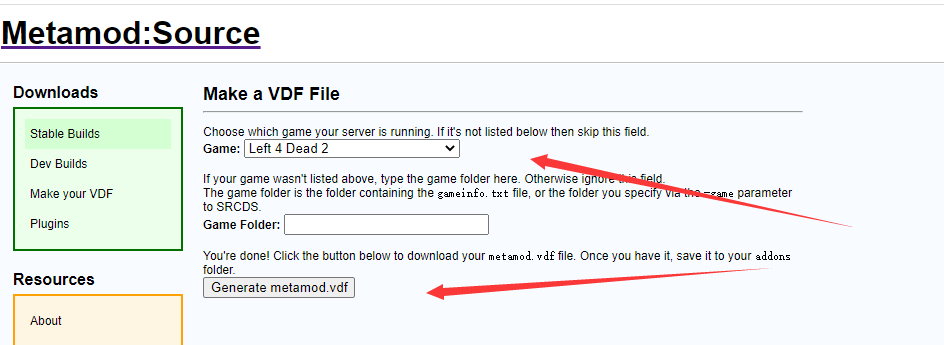 Metamod:Source
Downloads
Stable Builds
Dev Builds
Make your VDF
Plugins
Resources
About
Make a VDF File
Choose which game your server is running. If it's not listed below then skip this field.
Game: Left 4 Dead 2
If your game wasn't listed above, type the game folder here. Otherwise ignore this field.
The game folder is the folder containing the gameinfo.txt file, or the folder you specify via the -game parameter
to SRCDS.
Game Folder:
You're done! Click the button below to download your metamod.vdf file. Once you have it, save it to your addons
folder.
Generate metamod.vdf